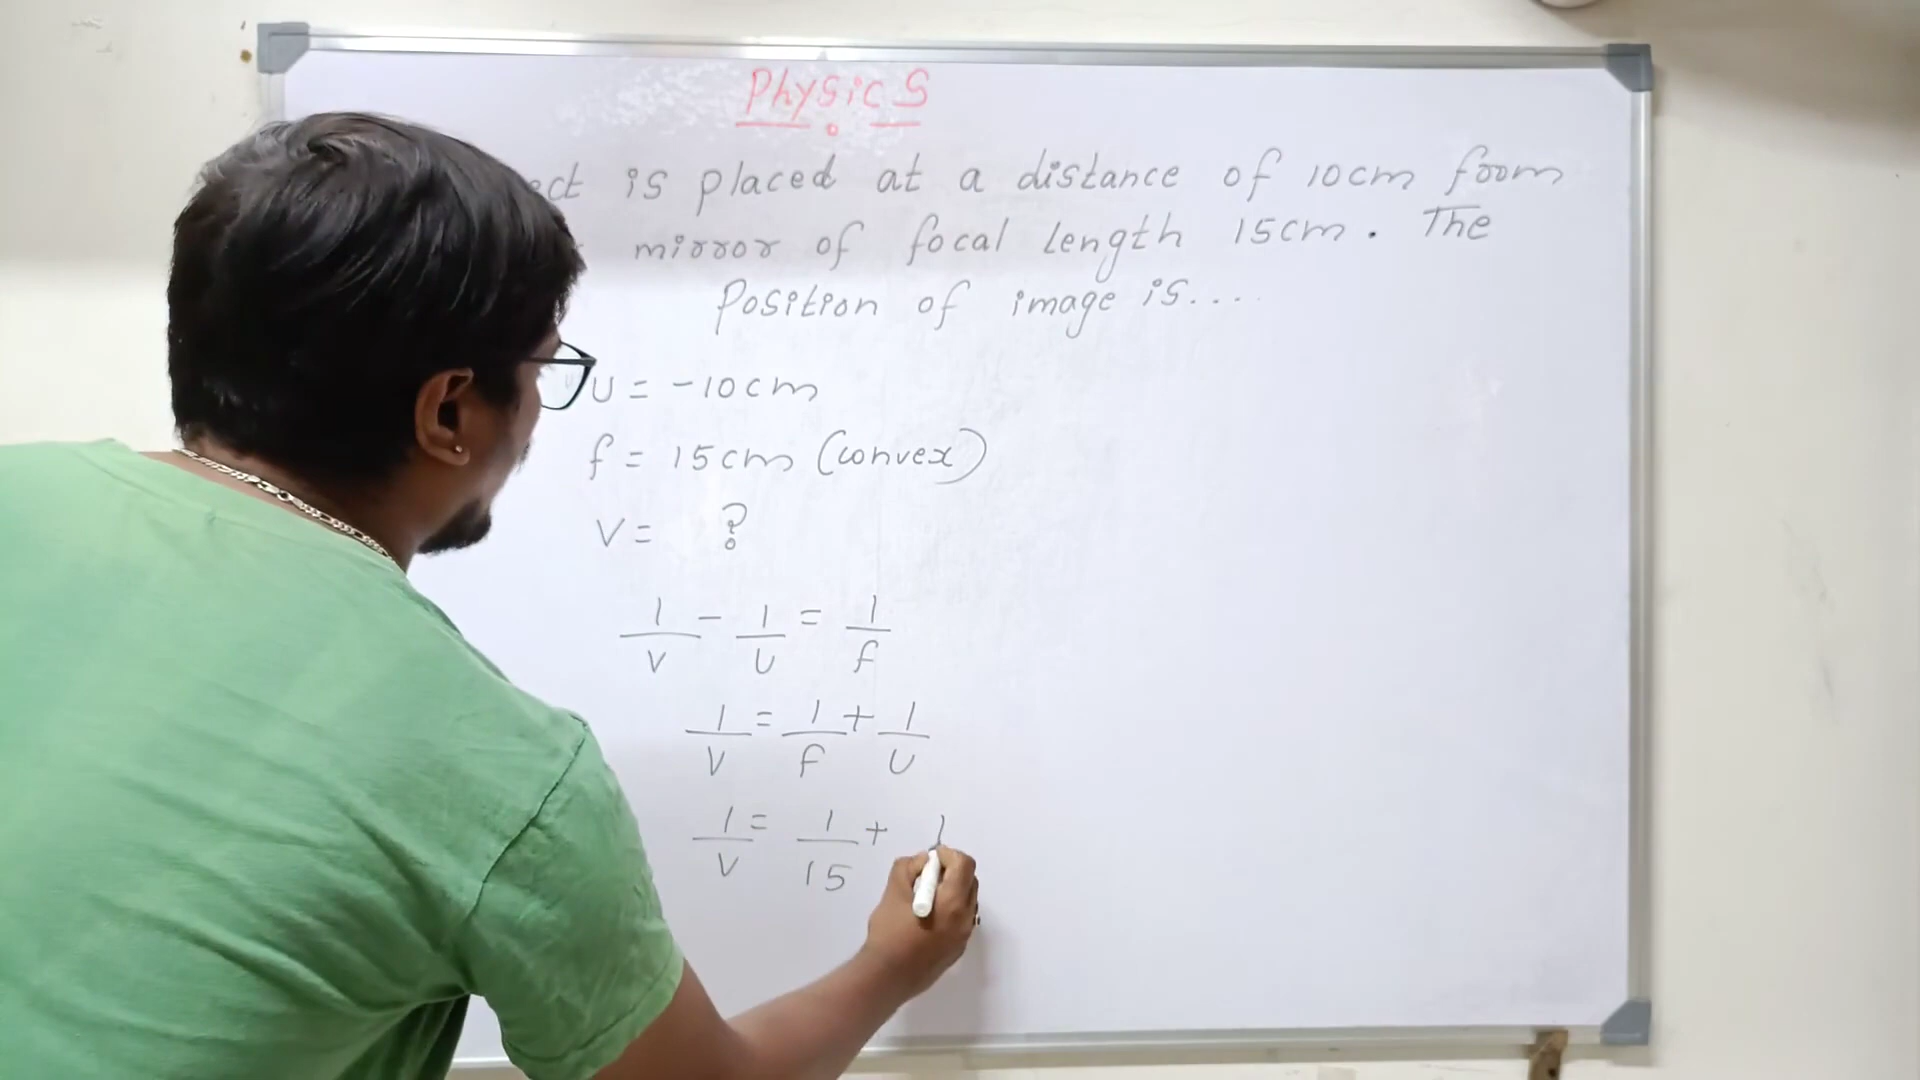 Physics
is placed at a distance of 10cm from
mirror of focal length 15cm. The
Position of image is....
U = -10cm
f = 15cm (convex)
V = ?
1/V - 1/U = 1/f
1/V = 1/f + 1/U
1/V = 1/15 + 1